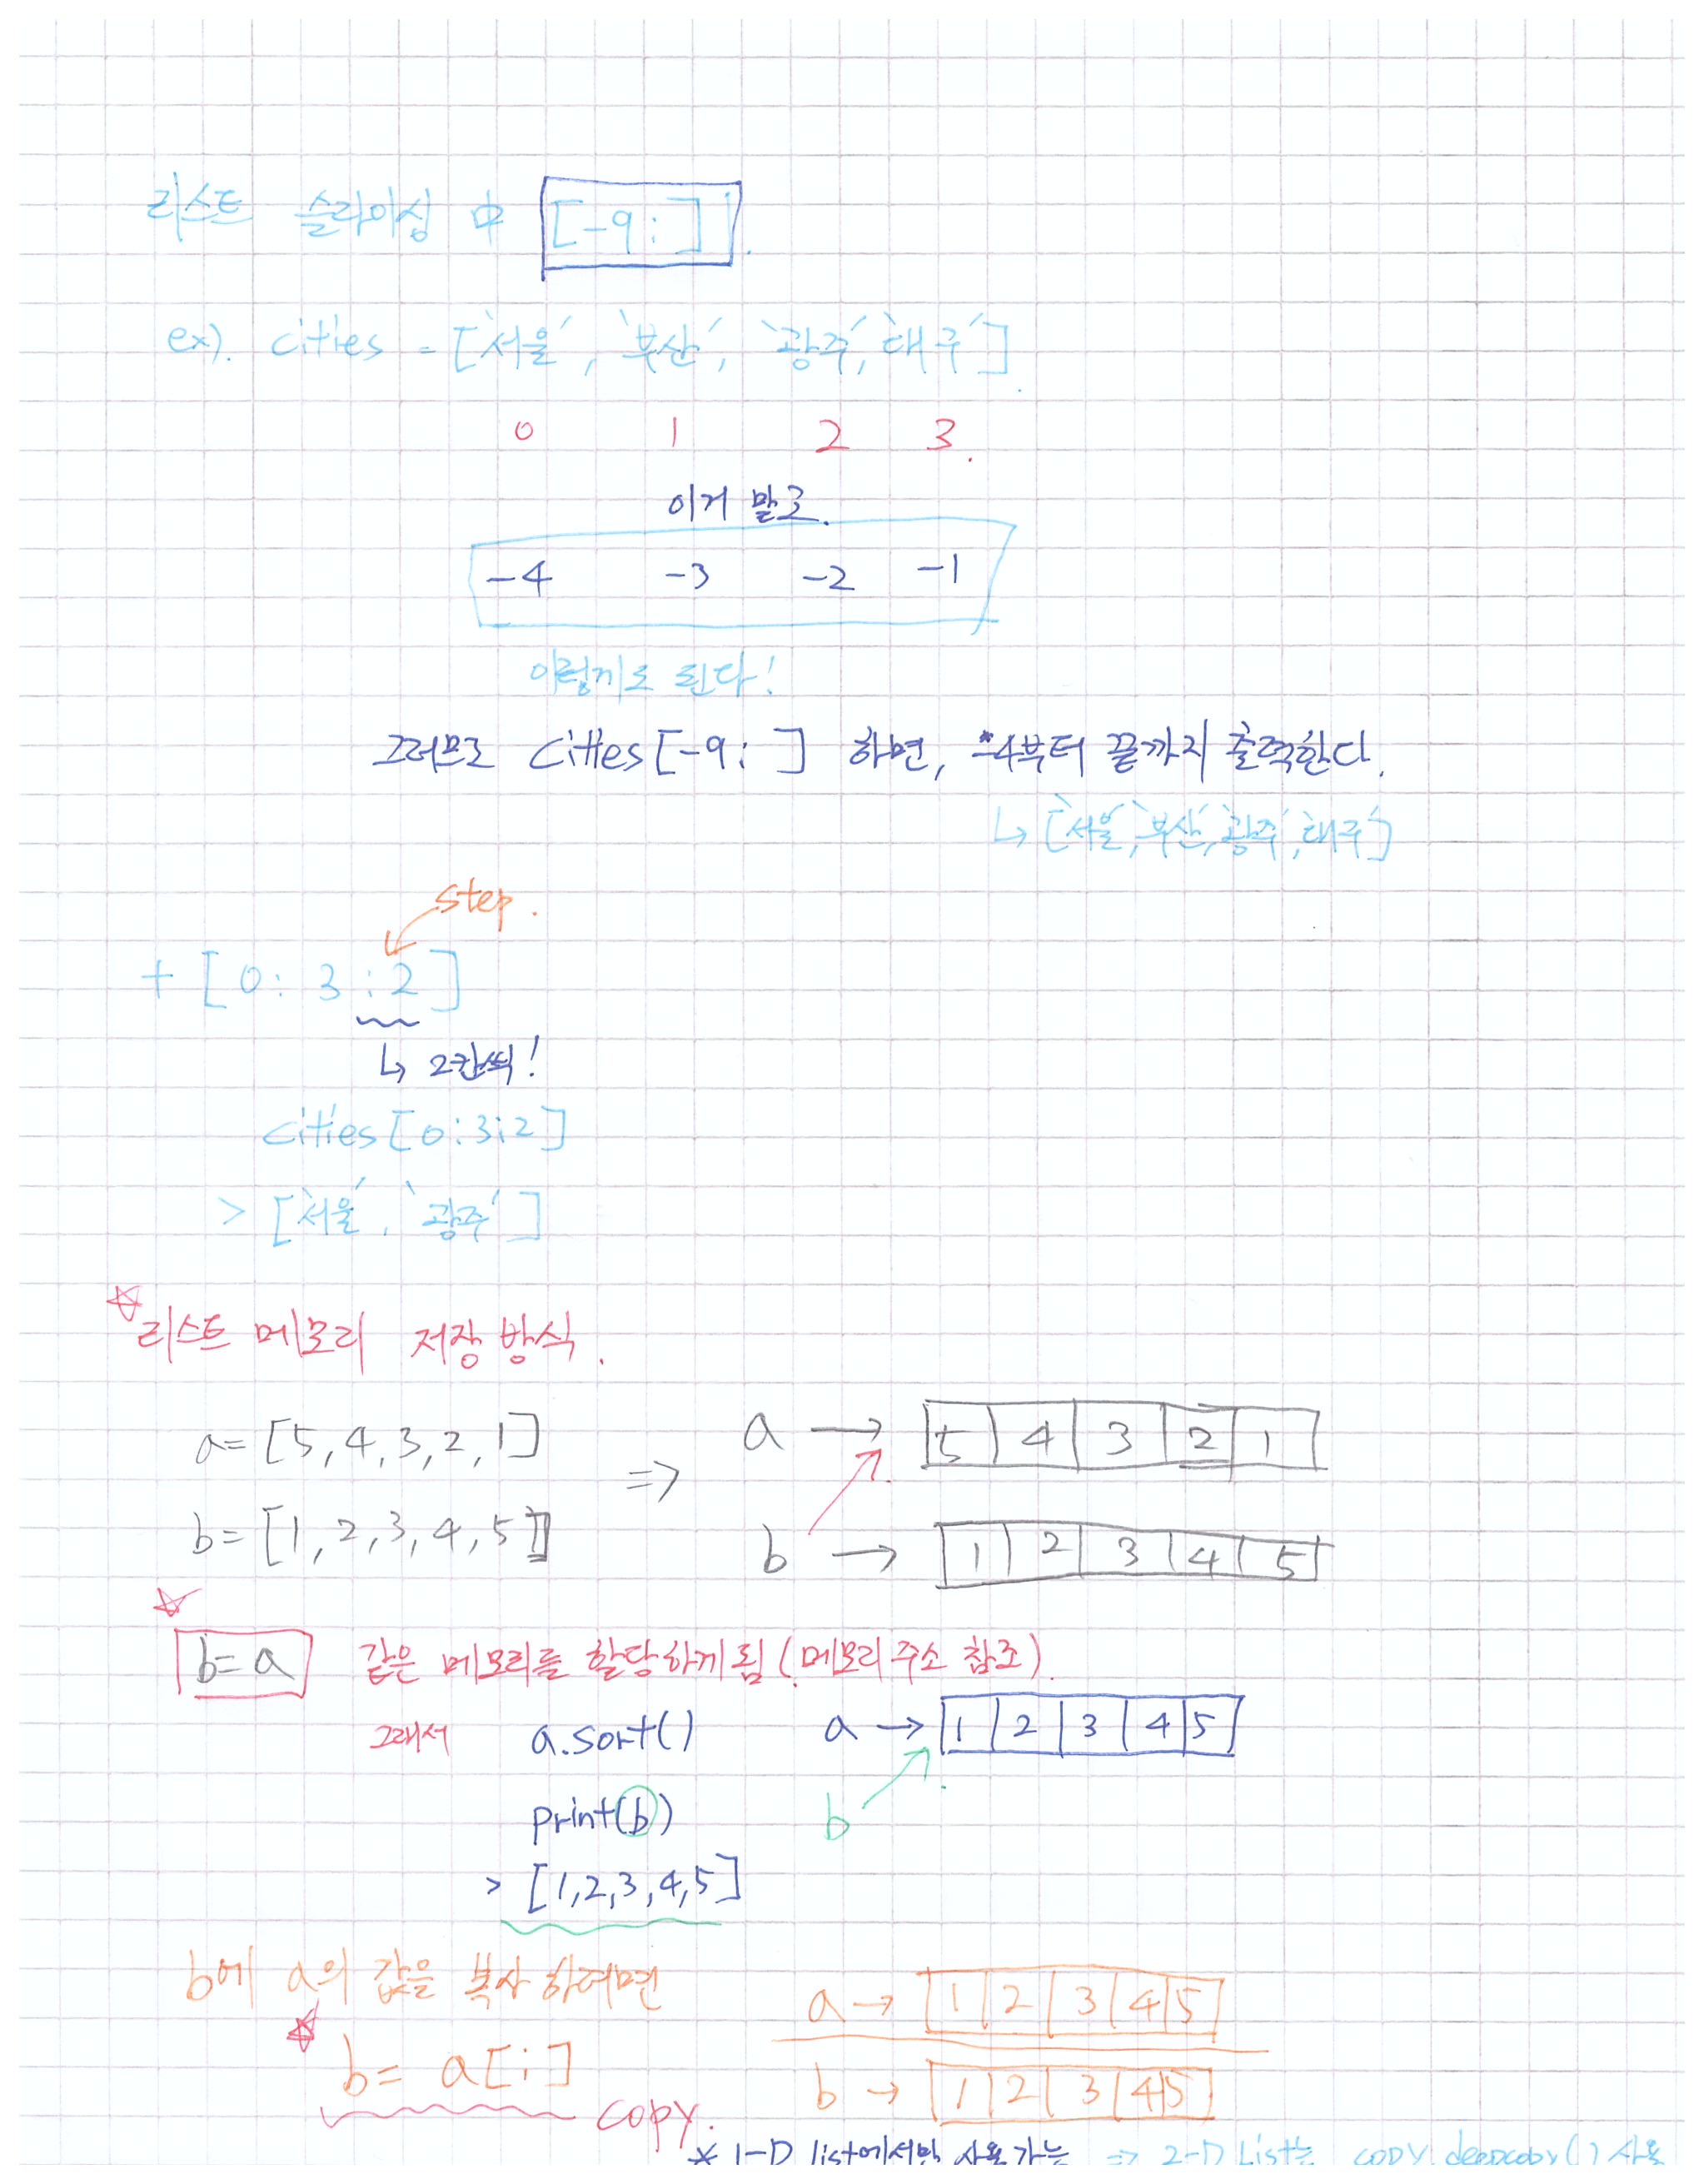 리스트 슬라이싱 中 [-9:].
ex). cities = ['서울', '부산', '광주', '대구'].
0 1 2 3.
이거 말고.
-4 -3 -2 -1
이렇게도 된다!
그러므로 cities[-9:] 하면, -4부터 끝까지 출력한다.
↳ ['서울', '부산', '광주', '대구']
step.
+ [0:3:2]
↳ 2칸씩!
cities[0:3:2]
> ['서울', '광주']
☆리스트 메모리 저장 방식.
a=[5,4,3,2,1] => a → 5 4 3 2 1
b=[1,2,3,4,5] b → 1 2 3 4 5
☆
b=a 같은 메모리를 할당하게 됨 (메모리 주소 참조).
그래서 a.sort() a → 1 2 3 4 5
print(b) b
> [1,2,3,4,5]
b에 a의 값을 복사 하려면 a → 1 2 3 4 5
☆ b= a[:] b → 1 2 3 4 5
copy.
* 1-D list에서만 사용가능 => 2-D List는 copy.deepcopy() 사용